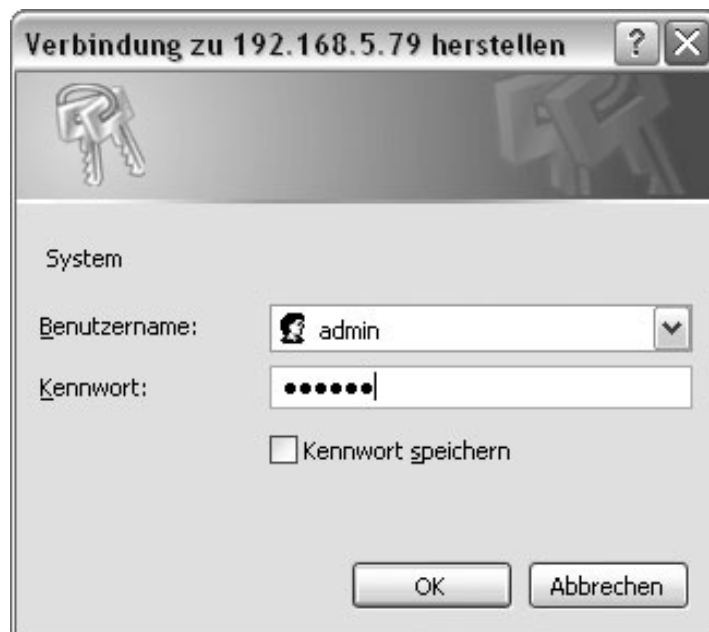 Verbindung zu 192.168.5.79 herstellen
System
Benutzername: admin
Kennwort: ••••••
Kennwort speichern
OK Abbrechen